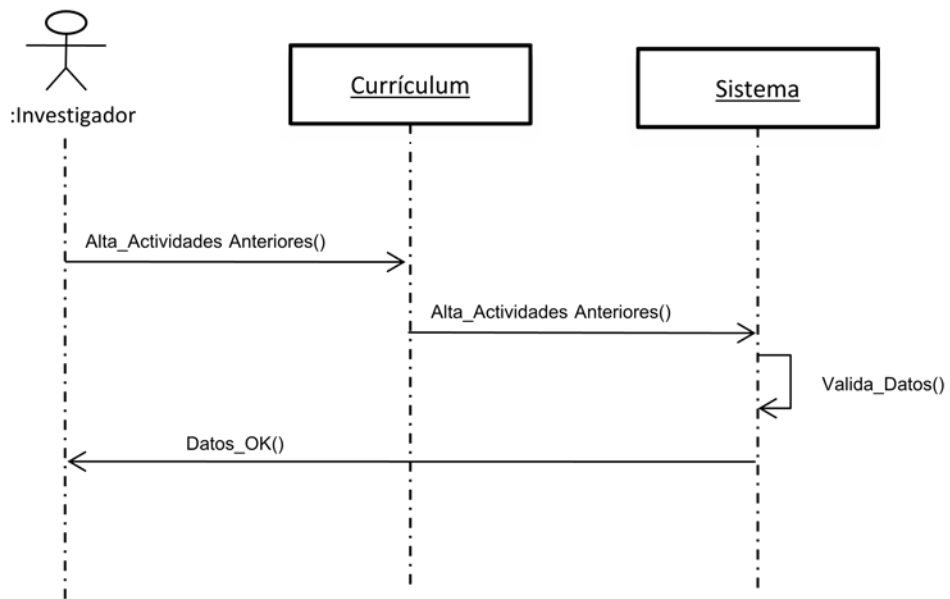 Currículum
Sistema
:Investigador
Alta_Actividades Anteriores()
Alta_Actividades Anteriores()
Valida_Datos()
Datos_OK()